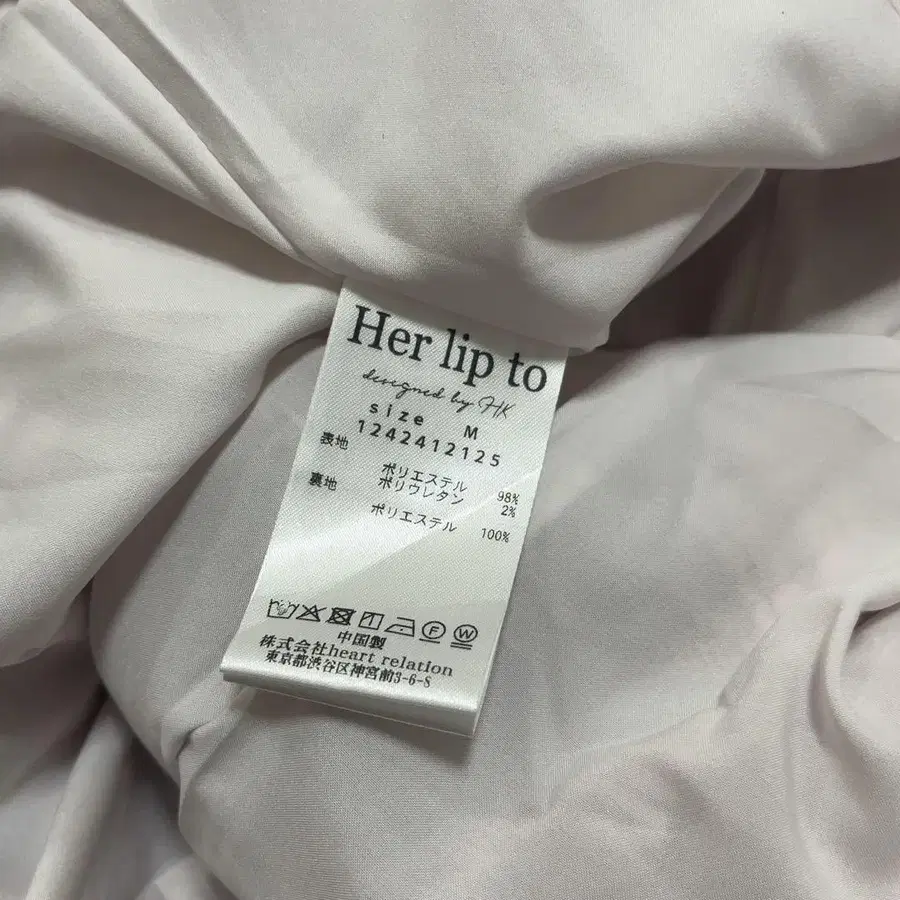 Her lip to
designed by HK
size M
1242412125
表地
ポリエステル 98%
裏地 ポリウレタン 2%
ポリエステル 100%
F W
中国製
株式会社heart relation
東京都渋谷区神宮前3-6-8